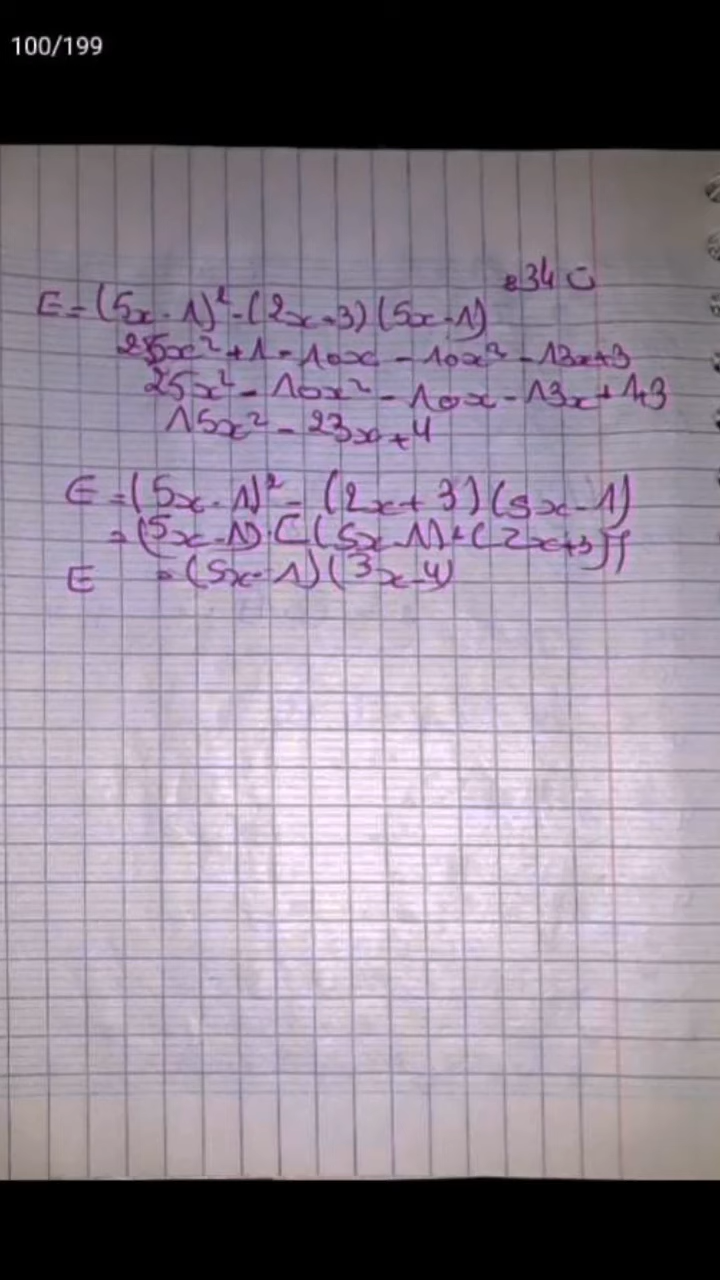 100/199
34
E = (5x - 1)² - (2x + 3)(5x - 1)
25x² + 1 - 10x - 10x² - 13x + 3
25x² - 10x² - 10x - 13x + 1+3
15x² - 23x + 4
E = (5x - 1)² - (2x + 3)(5x - 1)
= (5x - 1) [(5x - 1) - (2x + 3)]
E = (5x - 1)(3x - 4)